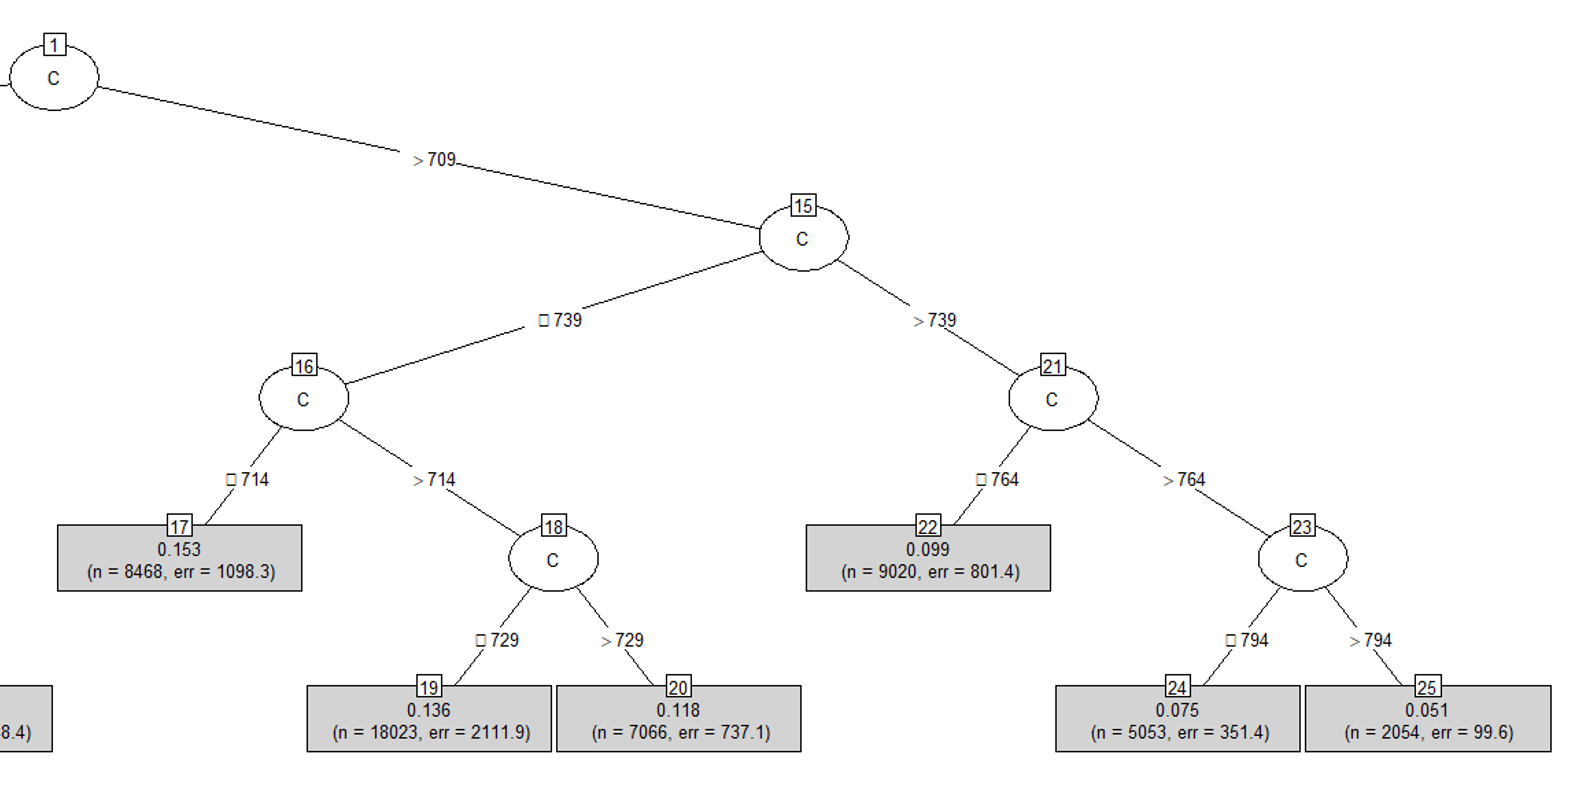 1
C
> 709
15
C
□ 739
> 739
16
C
21
C
□ 714
> 714
□ 764
> 764
17
0.153
(n = 8468, err = 1098.3)
18
C
22
0.099
(n = 9020, err = 801.4)
23
C
□ 729
> 729
□ 794
> 794
8.4)
19
0.136
(n = 18023, err = 2111.9)
20
0.118
(n = 7066, err = 737.1)
24
0.075
(n = 5053, err = 351.4)
25
0.051
(n = 2054, err = 99.6)